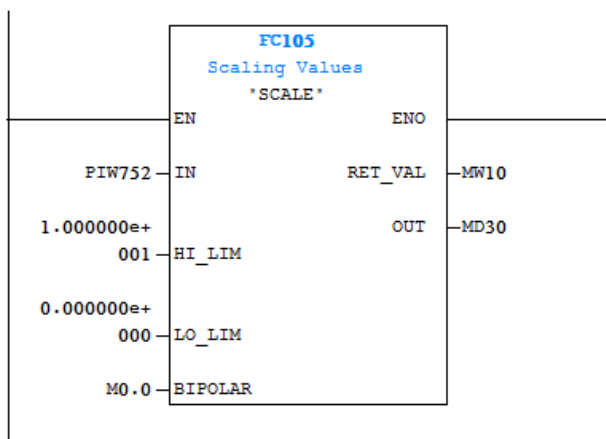 FC105
Scaling Values
"SCALE"
EN ENO
PIW752 IN RET_VAL MW10
1.000000e+ OUT MD30
001 HI_LIM
0.000000e+
000 LO_LIM
M0.0 BIPOLAR